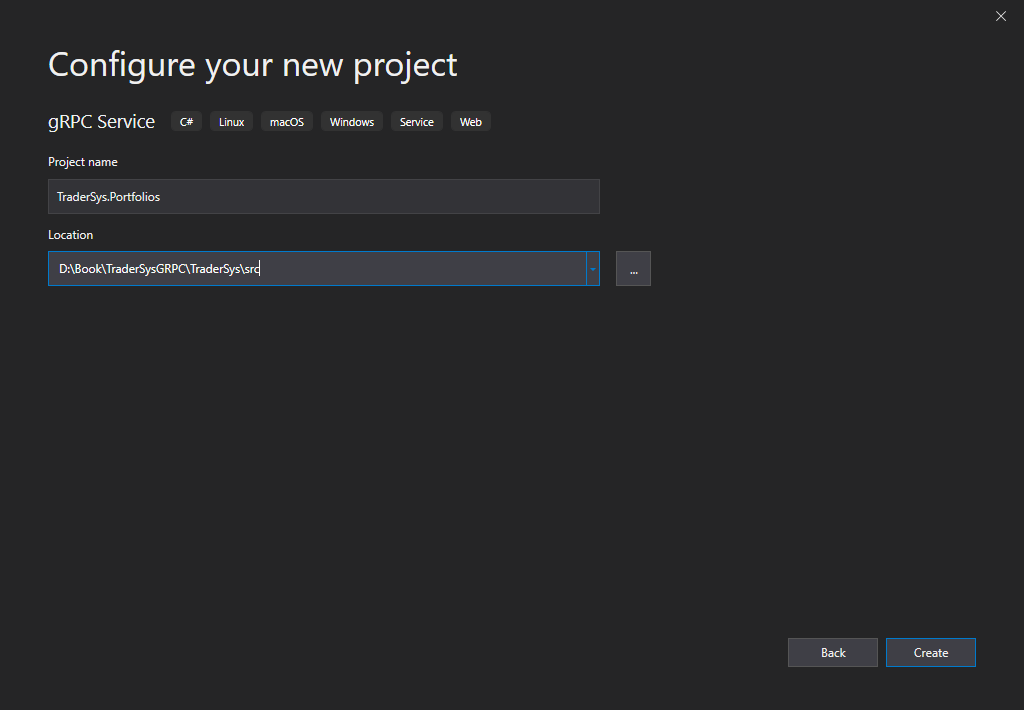 Configure your new project
gRPC Service C# Linux macOS Windows Service Web
Project name
TraderSys.Portfolios
Location
D:\Book\TraderSysGRPC\TraderSys\src
...
Back Create